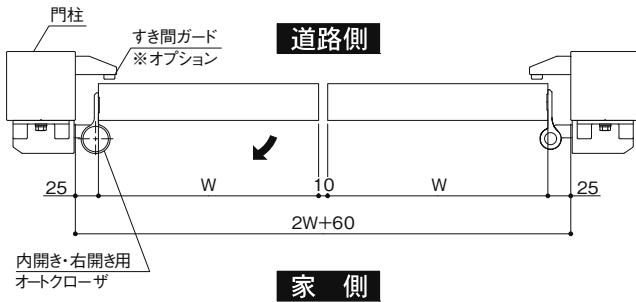 門柱
すき間ガード
※オプション
道路側
25
W
10
W
25
2W+60
内開き・右開き用
オートクローザ
家 側